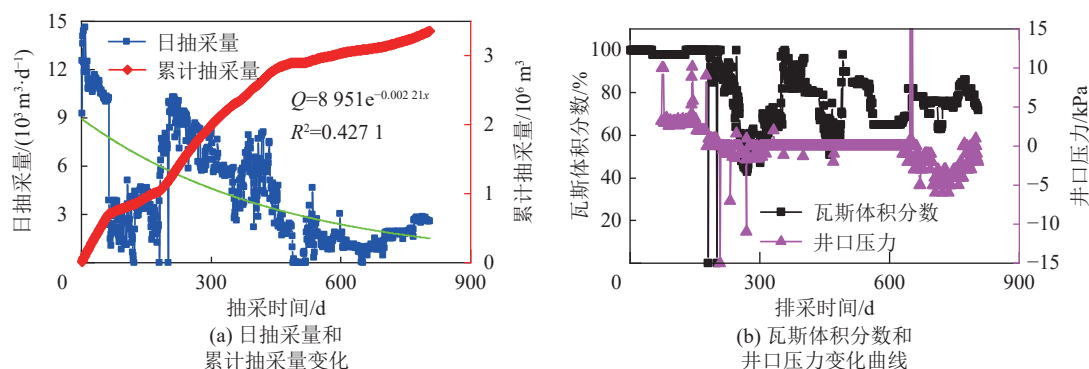 15
12
9
6
3
0
日抽采量/(10³ m³·d⁻¹)
日抽采量
累计抽采量
Q=8 951e^{−0.002 21x}
R²=0.427 1
3
2
1
0
累计抽采量/10⁶ m³
0
300
600
900
抽采时间/d
(a) 日抽采量和
累计抽采量变化
100
80
60
40
20
瓦斯体积分数/%
瓦斯体积分数
井口压力
15
10
5
0
−5
−10
−15
井口压力/kPa
0
300
600
900
排采时间/d
(b) 瓦斯体积分数和
井口压力变化曲线